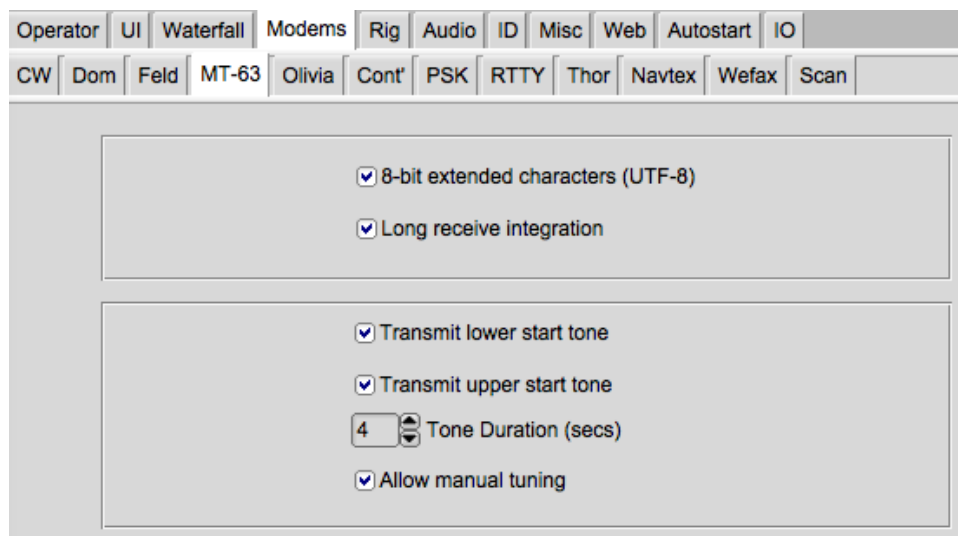 Operator UI Waterfall Modems Rig Audio ID Misc Web Autostart IO
CW Dom Feld MT-63 Olivia Cont' PSK RTTY Thor Navtex Wefax Scan
8-bit extended characters (UTF-8)
Long receive integration
Transmit lower start tone
Transmit upper start tone
4 Tone Duration (secs)
Allow manual tuning